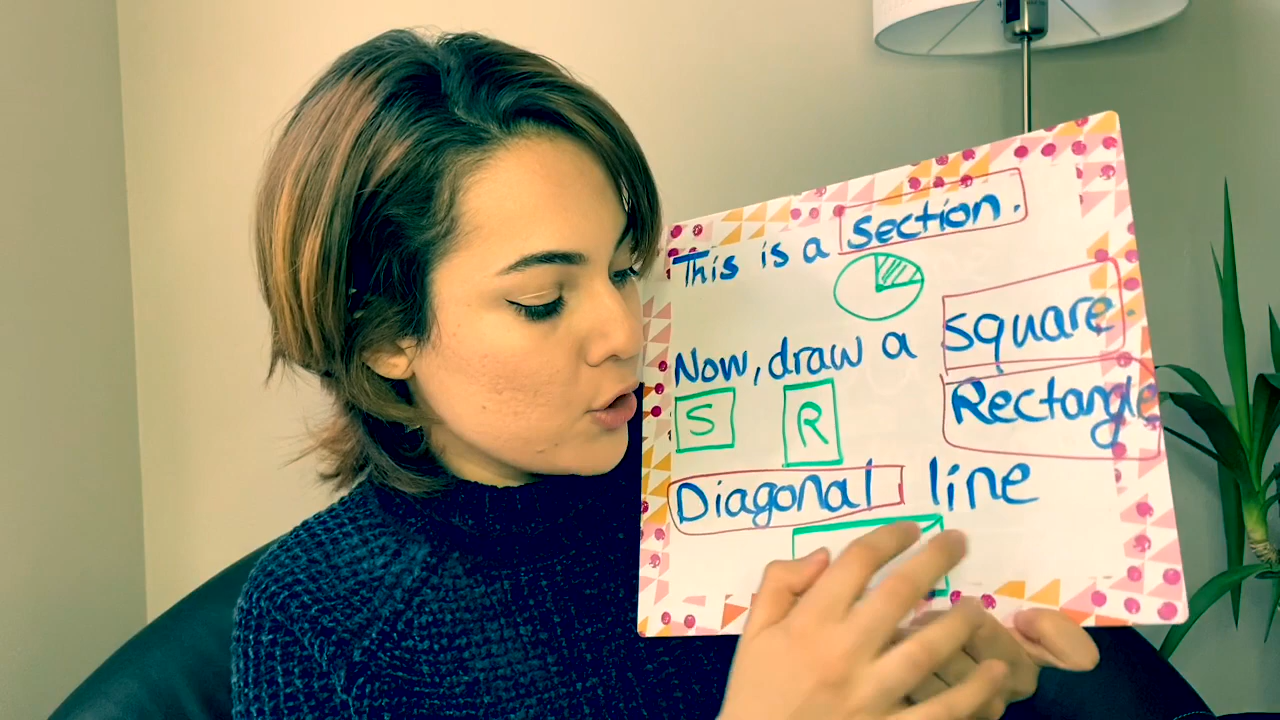 This is a section.
Now, draw a square.
Rectangle
S R
Diagonal line